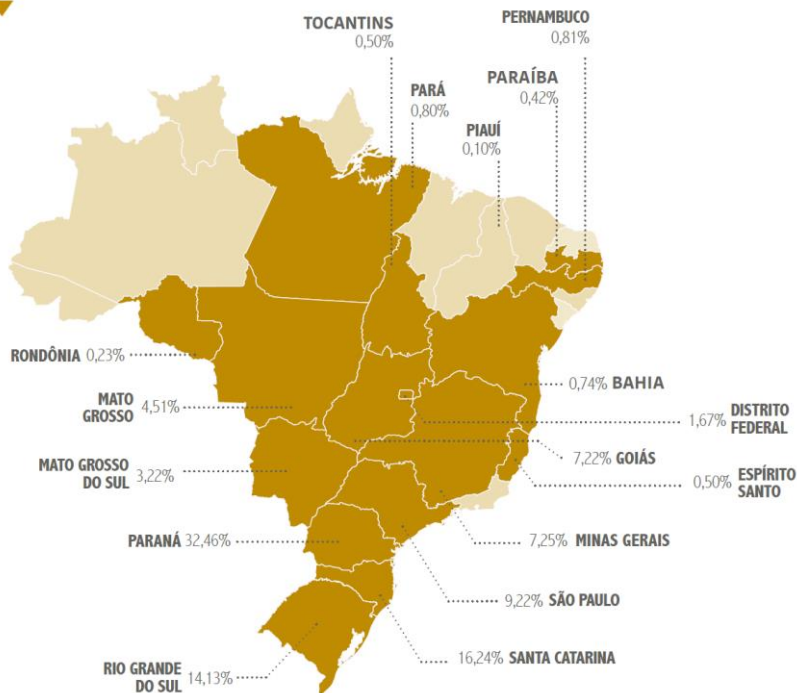 TOCANTINS
0,50%
PERNAMBUCO
0,81%
PARÁ
0,80%
PARAÍBA
0,42%
PIAUÍ
0,10%
RONDÔNIA 0,23%
0,74% BAHIA
MATO
GROSSO 4,51%
1,67% DISTRITO
FEDERAL
7,22% GOIÁS
MATO GROSSO
DO SUL 3,22%
0,50% ESPÍRITO
SANTO
PARANÁ 32,46%
7,25% MINAS GERAIS
9,22% SÃO PAULO
16,24% SANTA CATARINA
RIO GRANDE
DO SUL 14,13%